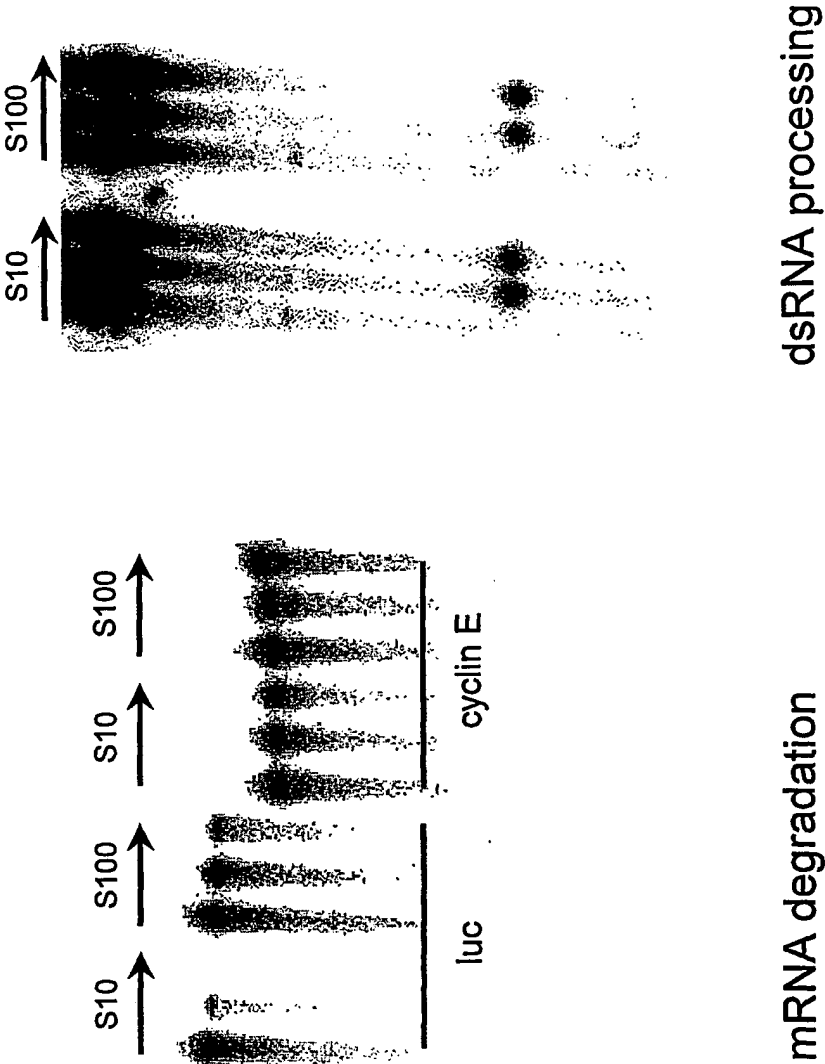 S10
S100
S10
S100
luc
cyclin E
mRNA degradation
S10
S100
dsRNA processing